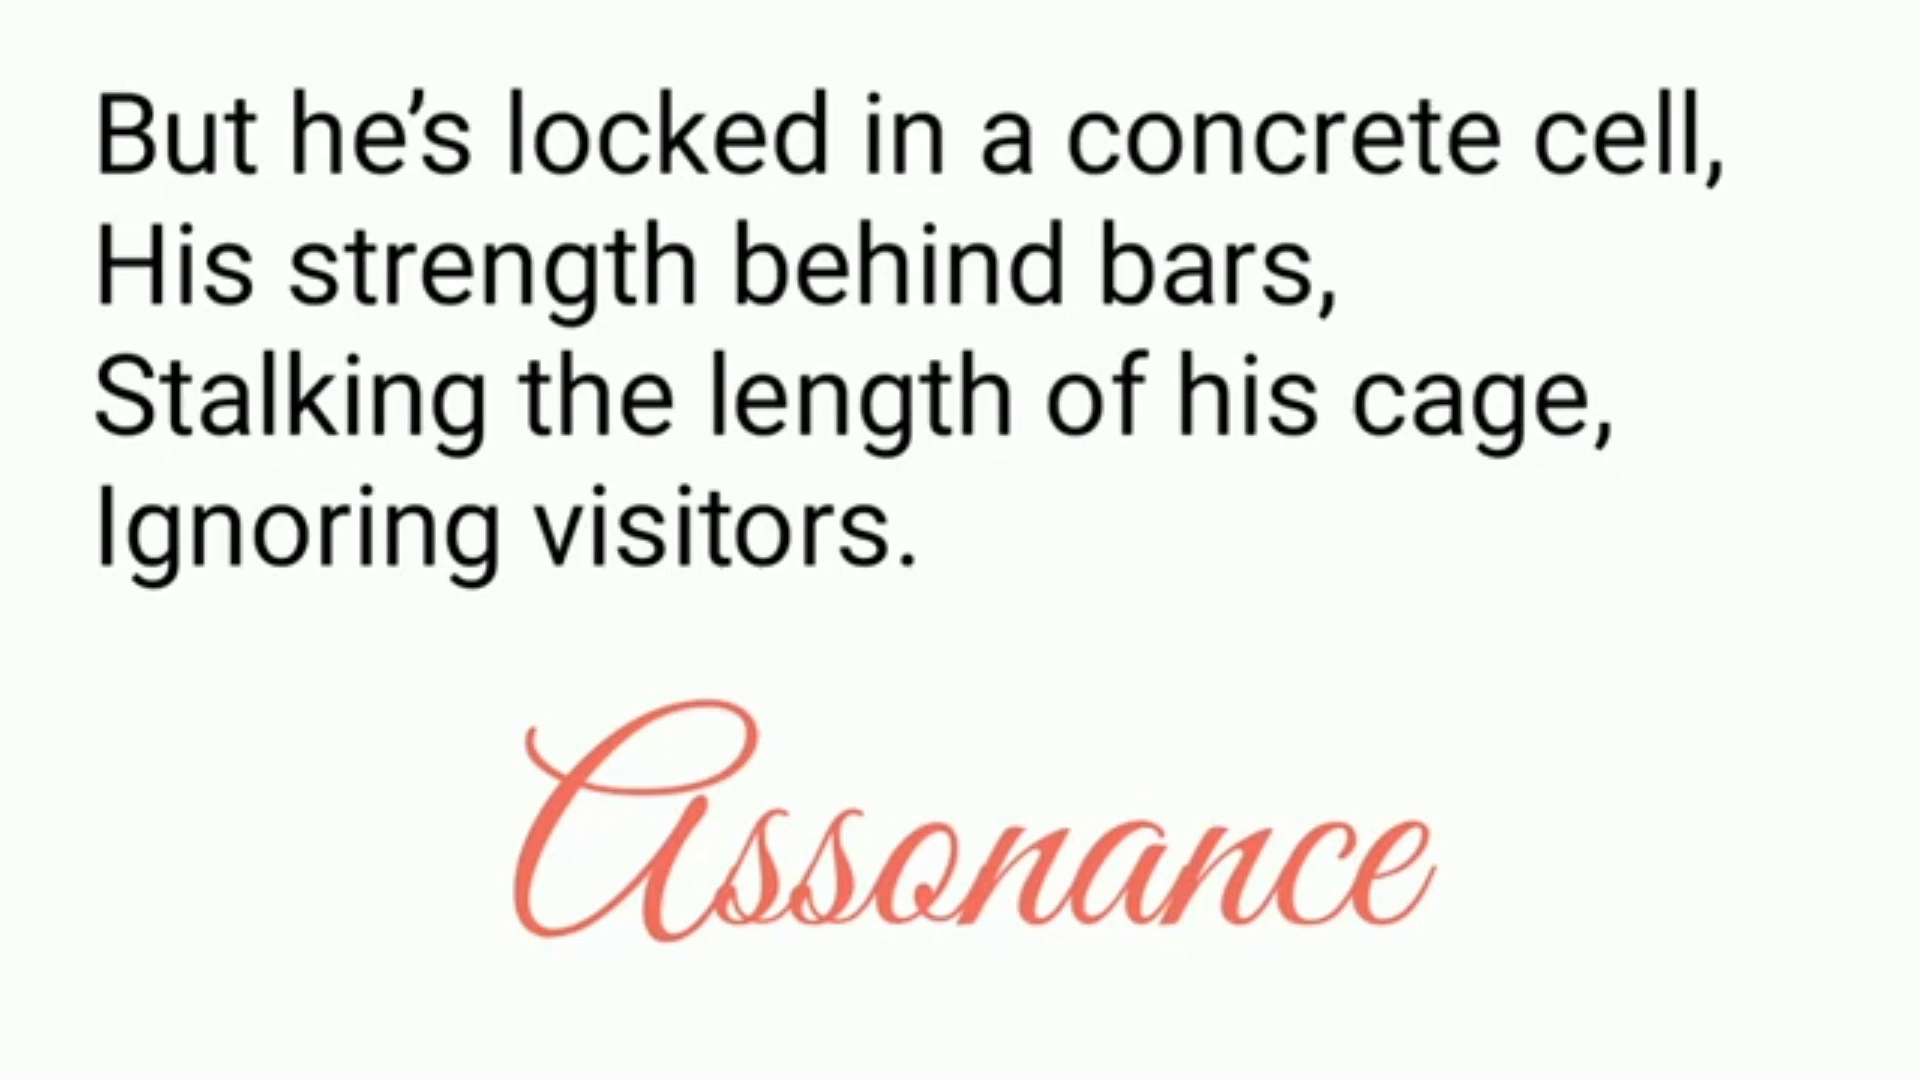 But he’s locked in a concrete cell,
His strength behind bars,
Stalking the length of his cage,
Ignoring visitors.
Assonance